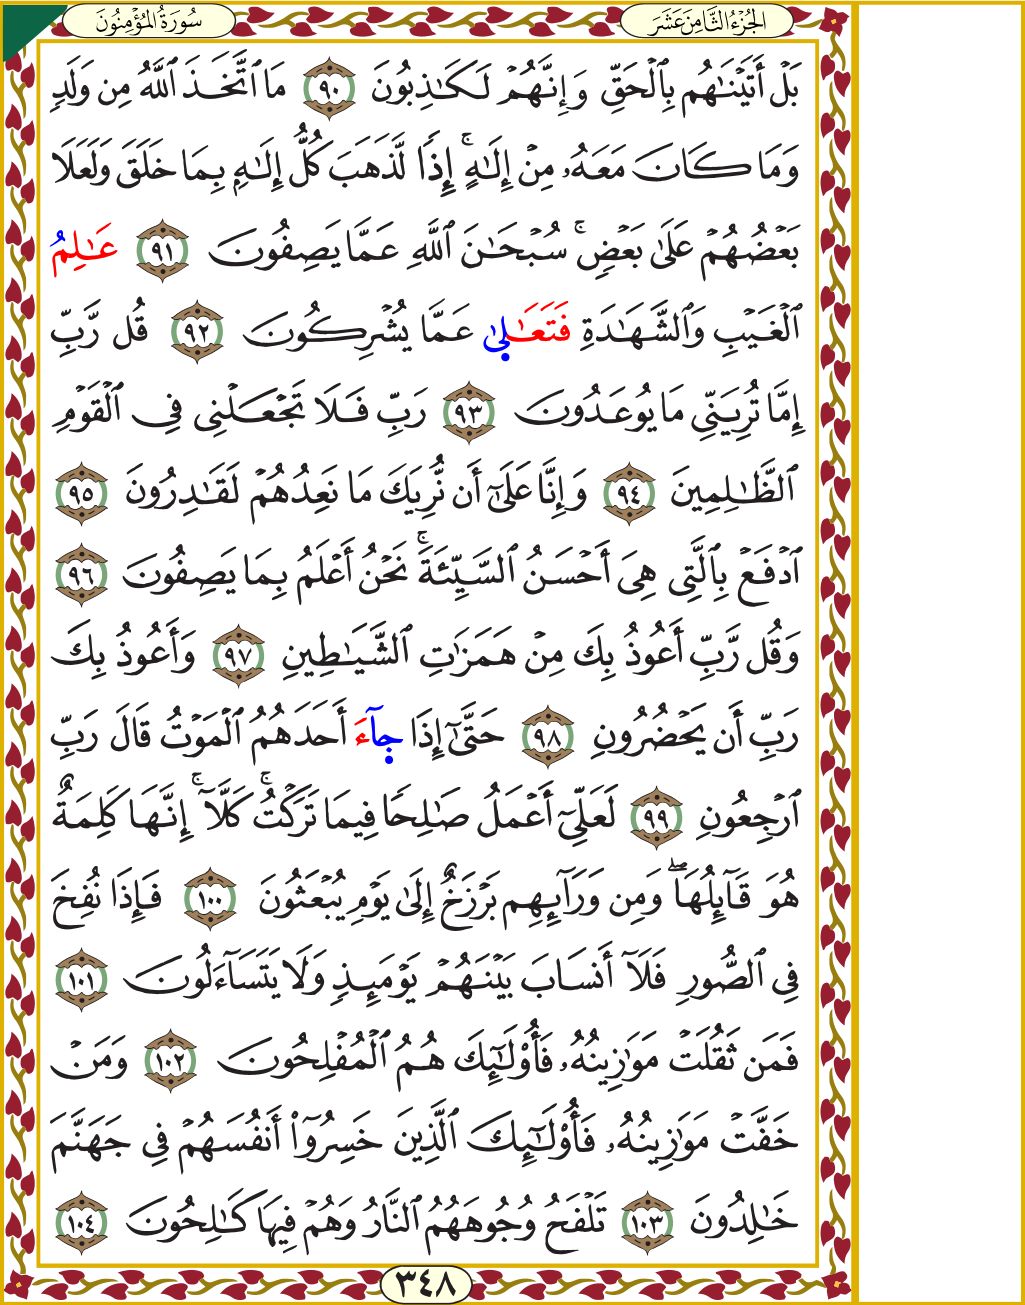 الجُزْءُ الثَّامِنَ عَشَرَ
سُورَةُ المُؤْمِنُونَ
بَلۡ أَتَيۡنَٰهُم بِٱلۡحَقِّ وَإِنَّهُمۡ لَكَٰذِبُونَ ٩٠ مَا ٱتَّخَذَ ٱللَّهُ مِن وَلَدٖ
وَمَا كَانَ مَعَهُۥ مِنۡ إِلَٰهٍۚ إِذٗا لَّذَهَبَ كُلُّ إِلَٰهِۭ بِمَا خَلَقَ وَلَعَلَا
بَعۡضُهُمۡ عَلَىٰ بَعۡضٖۚ سُبۡحَٰنَ ٱللَّهِ عَمَّا يَصِفُونَ ٩١ عَٰلِمُ
ٱلۡغَيۡبِ وَٱلشَّهَٰدَةِ فَتَعَٰلَىٰ عَمَّا يُشۡرِكُونَ ٩٢ قُل رَّبِّ
إِمَّا تُرِيَنِّي مَا يُوعَدُونَ ٩٣ رَبِّ فَلَا تَجۡعَلۡنِي فِي ٱلۡقَوۡمِ
ٱلظَّٰلِمِينَ ٩٤ وَإِنَّا عَلَىٰٓ أَن نُّرِيَكَ مَا نَعِدُهُمۡ لَقَٰدِرُونَ ٩٥
ٱدۡفَعۡ بِٱلَّتِي هِيَ أَحۡسَنُ ٱلسَّيِّئَةَۚ نَحۡنُ أَعۡلَمُ بِمَا يَصِفُونَ ٩٦
وَقُل رَّبِّ أَعُوذُ بِكَ مِنۡ هَمَزَٰتِ ٱلشَّيَٰطِينِ ٩٧ وَأَعُوذُ بِكَ
رَبِّ أَن يَحۡضُرُونِ ٩٨ حَتَّىٰٓ إِذَا جَآءَ أَحَدَهُمُ ٱلۡمَوۡتُ قَالَ رَبِّ
ٱرۡجِعُونِ ٩٩ لَعَلِّيٓ أَعۡمَلُ صَٰلِحٗا فِيمَا تَرَكۡتُۚ كَلَّآۚ إِنَّهَا كَلِمَةٌ
هُوَ قَآئِلُهَاۖ وَمِن وَرَآئِهِم بَرۡزَخٌ إِلَىٰ يَوۡمِ يُبۡعَثُونَ ١٠٠ فَإِذَا نُفِخَ
فِي ٱلصُّورِ فَلَآ أَنسَابَ بَيۡنَهُمۡ يَوۡمَئِذٖ وَلَا يَتَسَآءَلُونَ ١٠١
فَمَن ثَقُلَتۡ مَوَٰزِينُهُۥ فَأُوْلَٰٓئِكَ هُمُ ٱلۡمُفۡلِحُونَ ١٠٢ وَمَنۡ
خَفَّتۡ مَوَٰزِينُهُۥ فَأُوْلَٰٓئِكَ ٱلَّذِينَ خَسِرُوٓاْ أَنفُسَهُمۡ فِي جَهَنَّمَ
خَٰلِدُونَ ١٠٣ تَلۡفَحُ وُجُوهَهُمُ ٱلنَّارُ وَهُمۡ فِيهَا كَٰلِحُونَ ١٠٤
٣٤٨